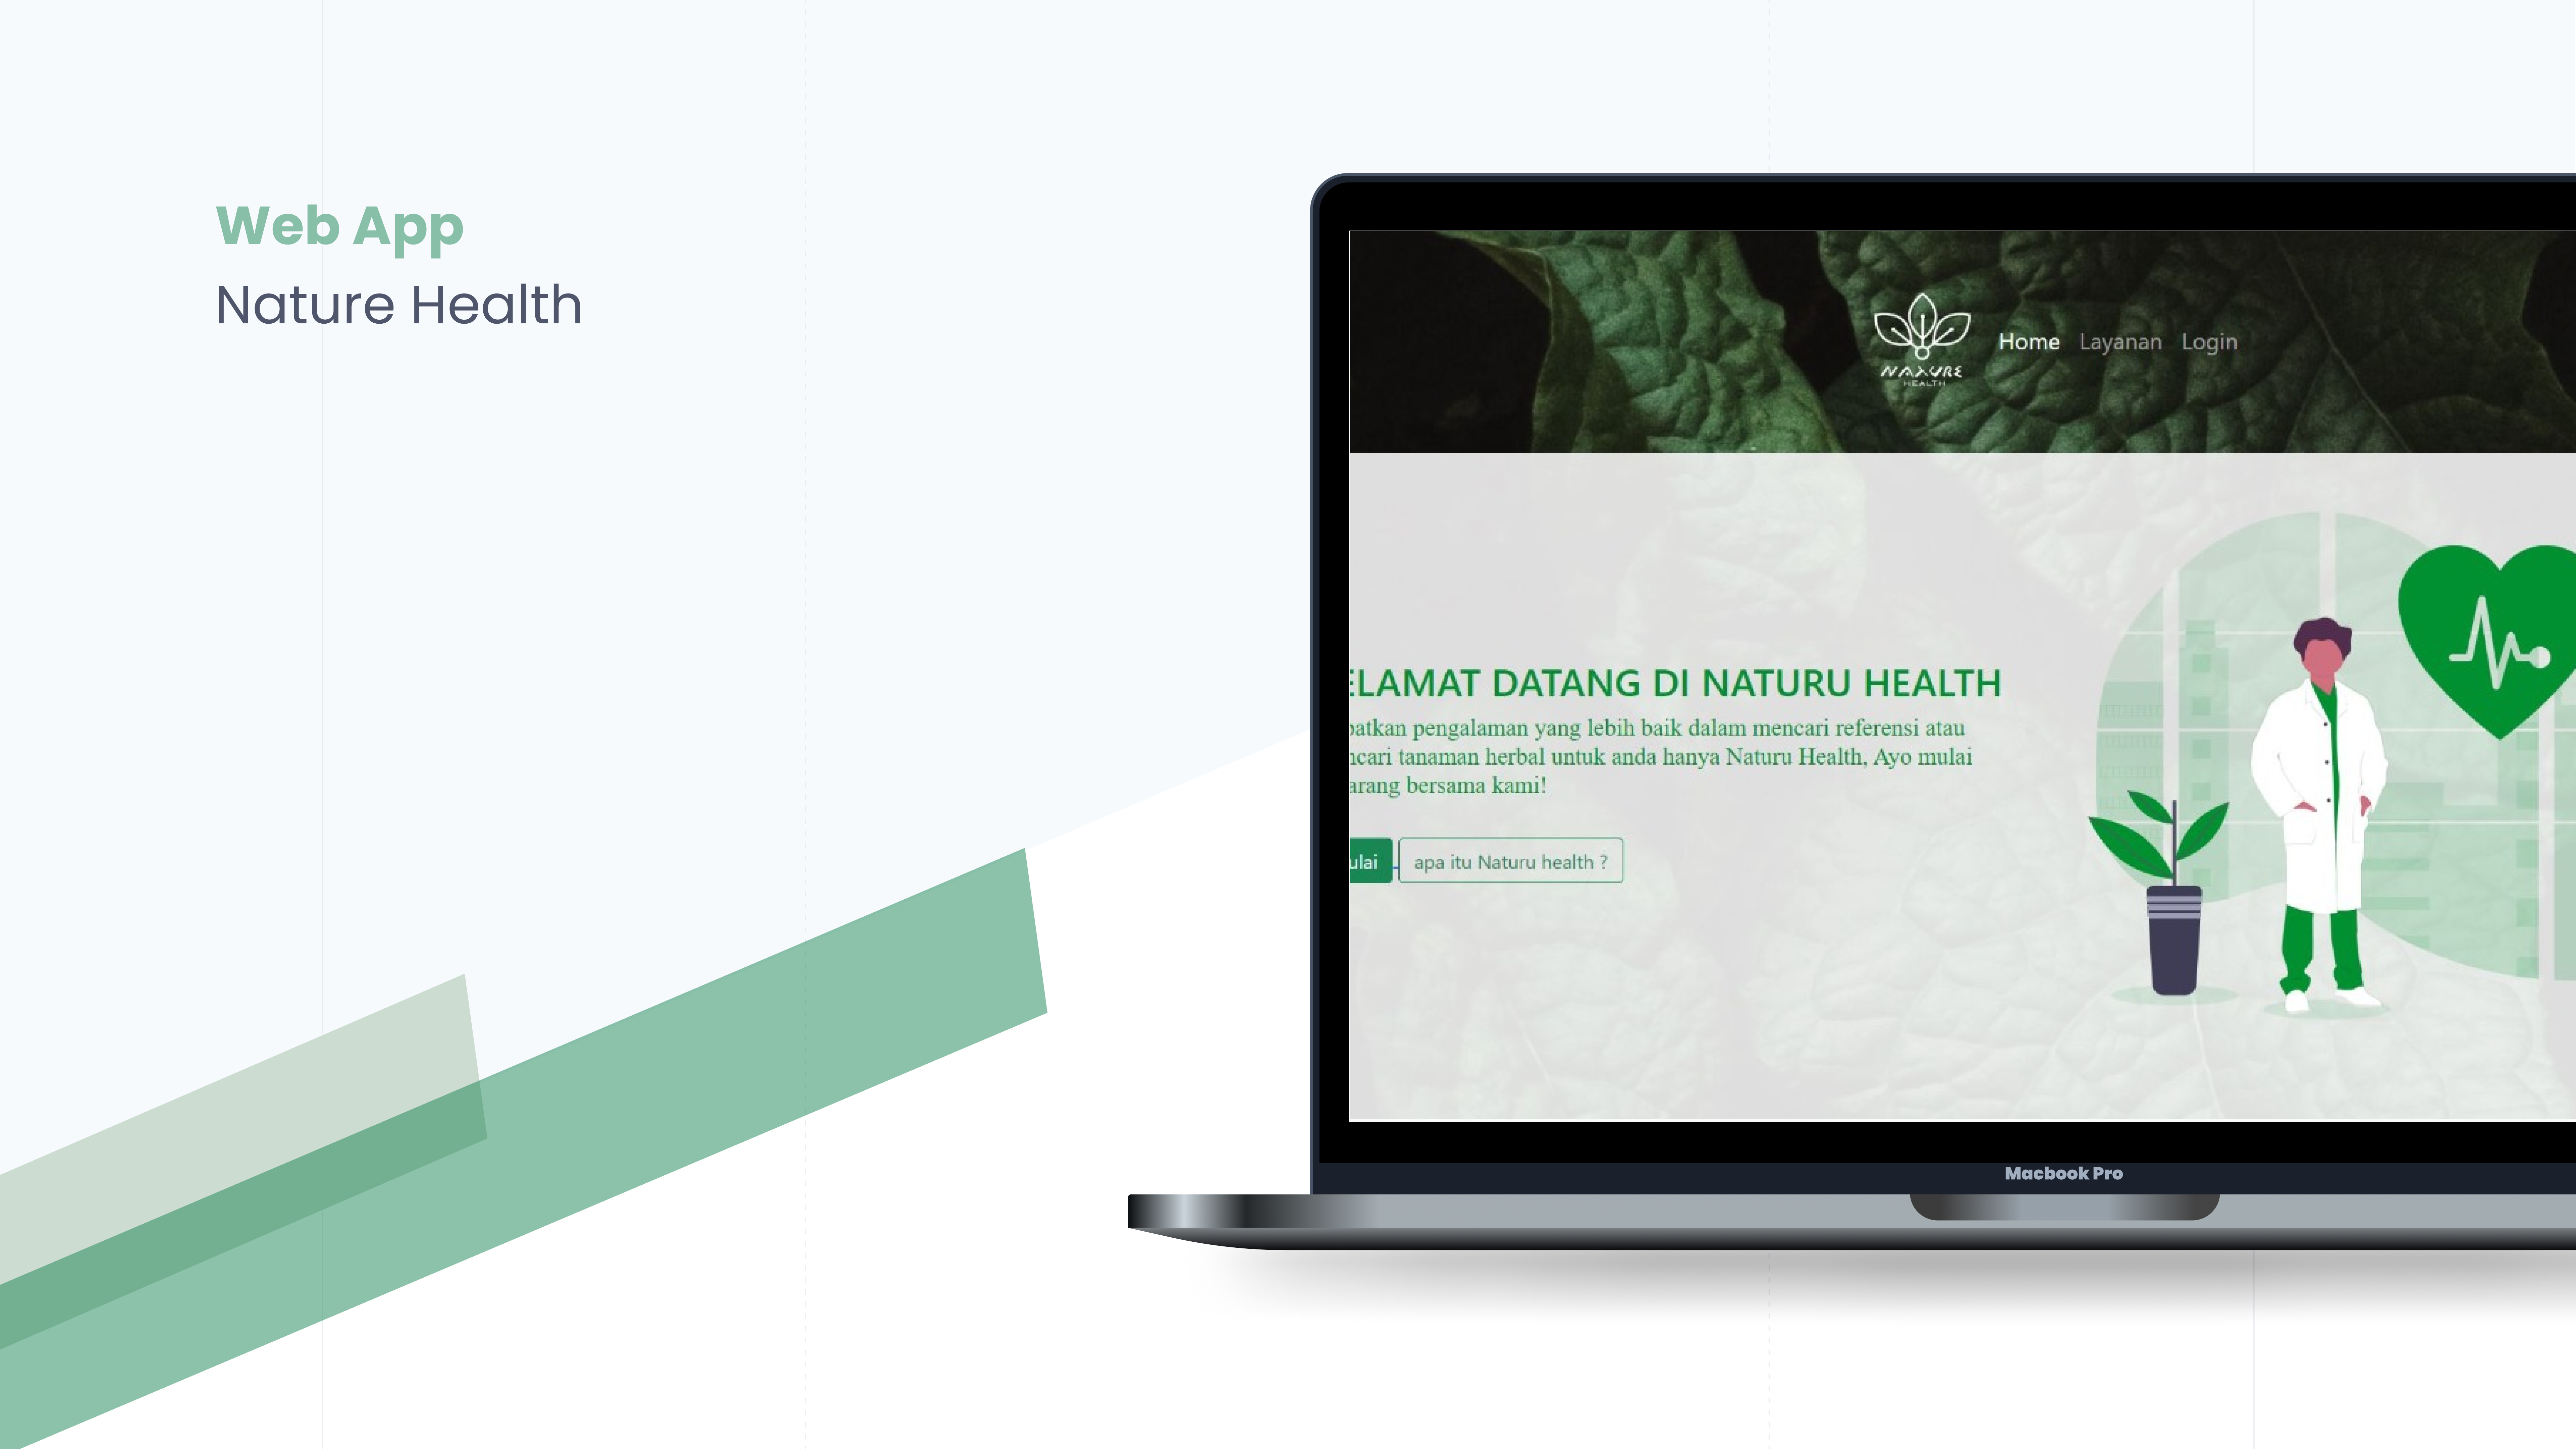 Web App
Nature Health
NATURE
HEALTH
Home Layanan Login
ELAMAT DATANG DI NATURU HEALTH
patkan pengalaman yang lebih baik dalam mencari referensi atau
ncari tanaman herbal untuk anda hanya Naturu Health, Ayo mulai
arang bersama kami!
ulai apa itu Naturu health ?
Macbook Pro